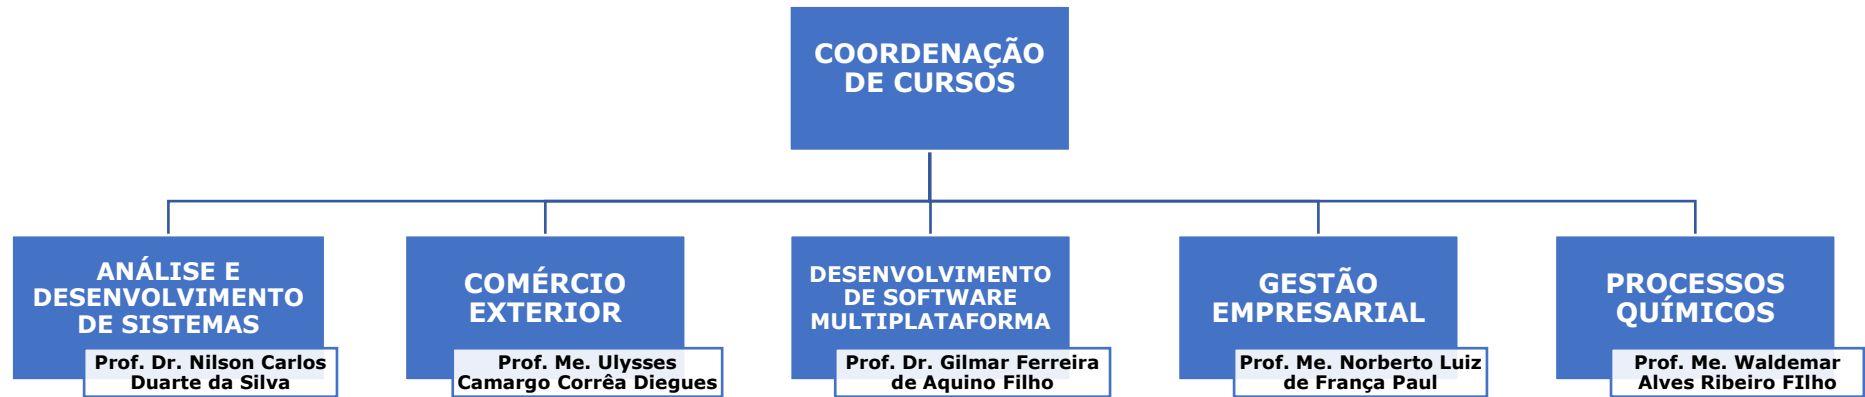 COORDENAÇÃO
DE CURSOS
ANÁLISE E
DESENVOLVIMENTO
DE SISTEMAS
Prof. Dr. Nilson Carlos
Duarte da Silva
COMÉRCIO
EXTERIOR
Prof. Me. Ulysses
Camargo Corrêa Diegues
DESENVOLVIMENTO
DE SOFTWARE
MULTIPLATAFORMA
Prof. Dr. Gilmar Ferreira
de Aquino Filho
GESTÃO
EMPRESARIAL
Prof. Me. Norberto Luiz
de França Paul
PROCESSOS
QUÍMICOS
Prof. Me. Waldemar
Alves Ribeiro FIlho